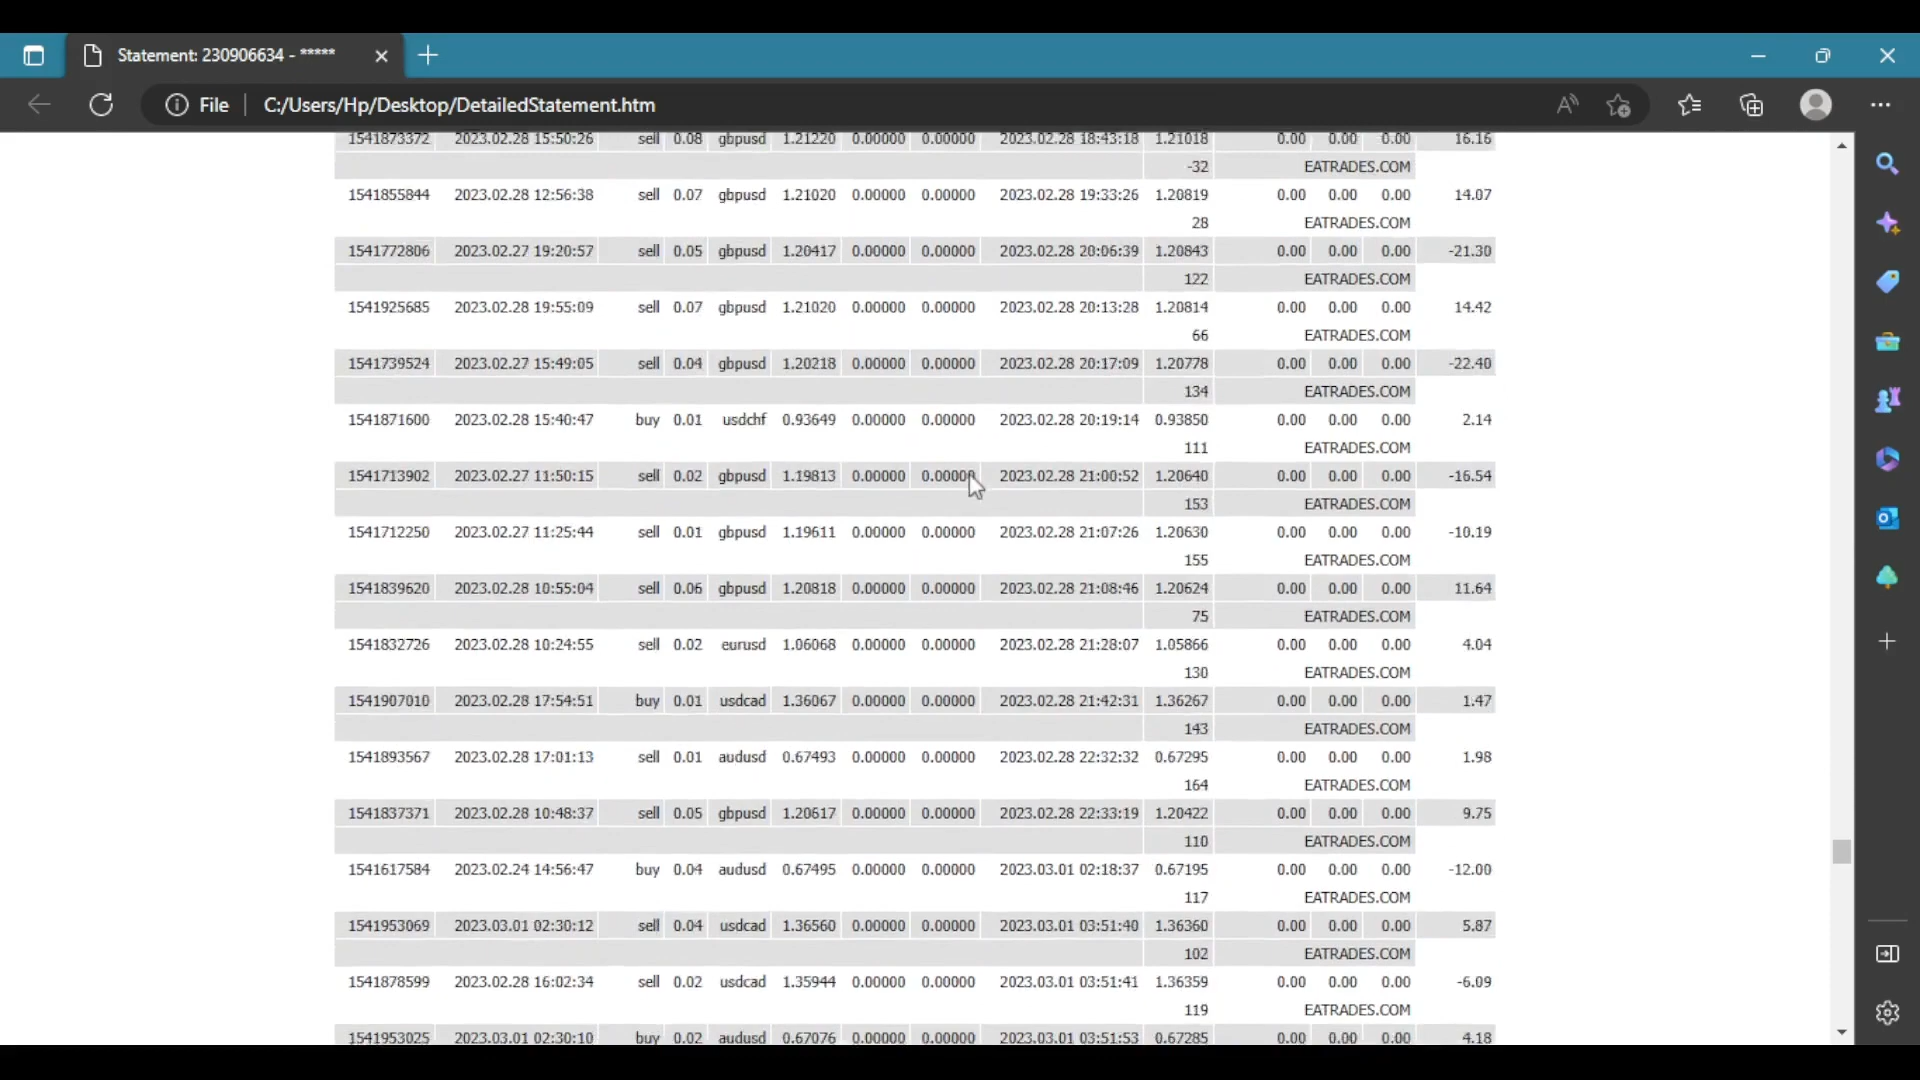 Statement: 230906634 - *****
File C:/Users/Hp/Desktop/DetailedStatement.htm
1541873372 2023.02.28 15:50:26 sell 0.08 gbpusd 1.21220 0.00000 0.00000 2023.02.28 18:43:18 1.21018 0.00 0.00 0.00 16.16
-32 EATRADES.COM
1541855844 2023.02.28 12:56:38 sell 0.07 gbpusd 1.21020 0.00000 0.00000 2023.02.28 19:33:26 1.20819 0.00 0.00 0.00 14.07
28 EATRADES.COM
1541772806 2023.02.27 19:20:57 sell 0.05 gbpusd 1.20417 0.00000 0.00000 2023.02.28 20:06:39 1.20843 0.00 0.00 0.00 -21.30
122 EATRADES.COM
1541925685 2023.02.28 19:55:09 sell 0.07 gbpusd 1.21020 0.00000 0.00000 2023.02.28 20:13:28 1.20814 0.00 0.00 0.00 14.42
66 EATRADES.COM
1541739524 2023.02.27 15:49:05 sell 0.04 gbpusd 1.20218 0.00000 0.00000 2023.02.28 20:17:09 1.20778 0.00 0.00 0.00 -22.40
134 EATRADES.COM
1541871600 2023.02.28 15:40:47 buy 0.01 usdchf 0.93649 0.00000 0.00000 2023.02.28 20:19:14 0.93850 0.00 0.00 0.00 2.14
111 EATRADES.COM
1541713902 2023.02.27 11:50:15 sell 0.02 gbpusd 1.19813 0.00000 0.00000 2023.02.28 21:00:52 1.20640 0.00 0.00 0.00 -16.54
153 EATRADES.COM
1541712250 2023.02.27 11:25:44 sell 0.01 gbpusd 1.19611 0.00000 0.00000 2023.02.28 21:07:26 1.20630 0.00 0.00 0.00 -10.19
155 EATRADES.COM
1541839620 2023.02.28 10:55:04 sell 0.06 gbpusd 1.20818 0.00000 0.00000 2023.02.28 21:08:46 1.20624 0.00 0.00 0.00 11.64
75 EATRADES.COM
1541832726 2023.02.28 10:24:55 sell 0.02 eurusd 1.06068 0.00000 0.00000 2023.02.28 21:28:07 1.05866 0.00 0.00 0.00 4.04
130 EATRADES.COM
1541907010 2023.02.28 17:54:51 buy 0.01 usdcad 1.36067 0.00000 0.00000 2023.02.28 21:42:31 1.36267 0.00 0.00 0.00 1.47
143 EATRADES.COM
1541893567 2023.02.28 17:01:13 sell 0.01 audusd 0.67493 0.00000 0.00000 2023.02.28 22:32:32 0.67295 0.00 0.00 0.00 1.98
164 EATRADES.COM
1541837371 2023.02.28 10:48:37 sell 0.05 gbpusd 1.20617 0.00000 0.00000 2023.02.28 22:33:19 1.20422 0.00 0.00 0.00 9.75
110 EATRADES.COM
1541617584 2023.02.24 14:56:47 buy 0.04 audusd 0.67495 0.00000 0.00000 2023.03.01 02:18:37 0.67195 0.00 0.00 0.00 -12.00
117 EATRADES.COM
1541953069 2023.03.01 02:30:12 sell 0.04 usdcad 1.36560 0.00000 0.00000 2023.03.01 03:51:40 1.36360 0.00 0.00 0.00 5.87
102 EATRADES.COM
1541878599 2023.02.28 16:02:34 sell 0.02 usdcad 1.35944 0.00000 0.00000 2023.03.01 03:51:41 1.36359 0.00 0.00 0.00 -6.09
119 EATRADES.COM
1541953025 2023.03.01 02:30:10 buy 0.02 audusd 0.67076 0.00000 0.00000 2023.03.01 03:51:53 0.67285 0.00 0.00 0.00 4.18